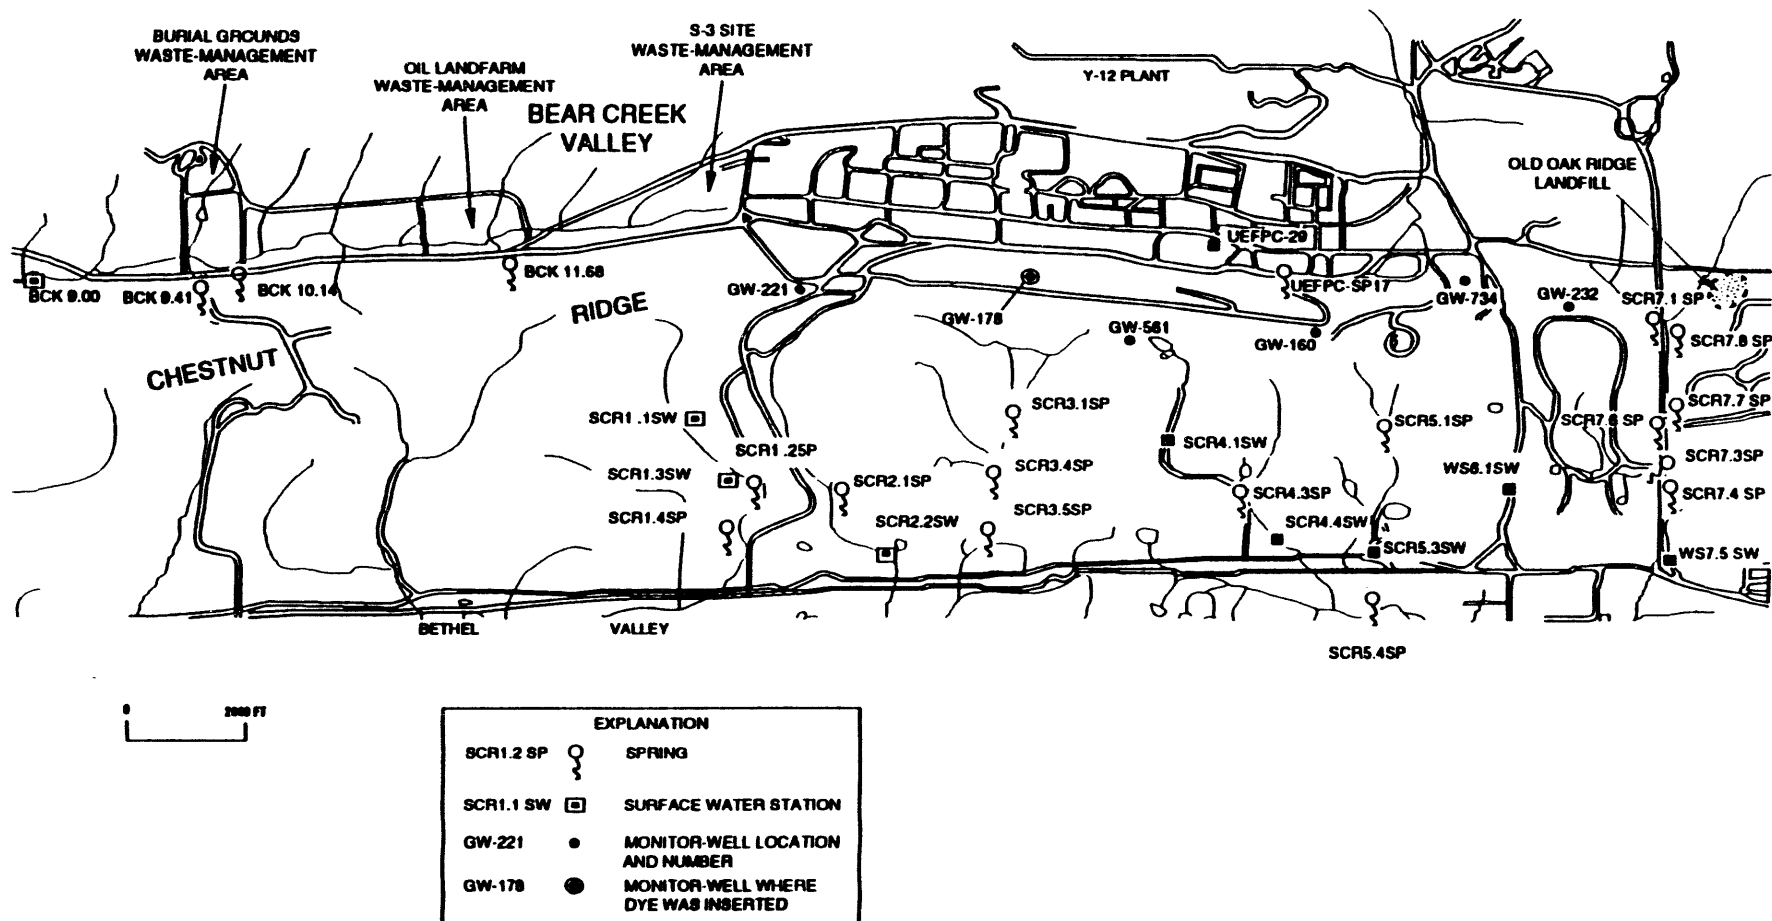 BURIAL GROUNDS
WASTE-MANAGEMENT
AREA
OIL LANDFARM
WASTE-MANAGEMENT
AREA
S-3 SITE
WASTE-MANAGEMENT
AREA
BEAR CREEK
VALLEY
Y-12 PLANT
OLD OAK RIDGE
LANDFILL
UEFPC-29
BCK 9.00
BCK 9.41
BCK 10.14
BCK 11.68
GW-221
UEFPC-SP17
GW-734
GW-232
SCR7.1 SP
RIDGE
GW-178
GW-561
GW-160
SCR7.8 SP
CHESTNUT
SCR1.1SW
SCR3.1SP
SCR5.1SP
SCR7.7 SP
SCR7.6 SP
SCR1.25P
SCR4.1SW
SCR1.3SW
SCR2.1SP
SCR3.4SP
WS6.1SW
SCR7.3SP
SCR4.3SP
SCR7.4 SP
SCR1.4SP
SCR2.2SW
SCR3.5SP
SCR4.4SW
SCR5.3SW
WS7.5 SW
BETHEL VALLEY
SCR5.4SP
0 2000 FT
EXPLANATION
SCR1.2 SP SPRING
SCR1.1 SW SURFACE WATER STATION
GW-221 MONITOR-WELL LOCATION
AND NUMBER
GW-178 MONITOR-WELL WHERE
DYE WAS INSERTED